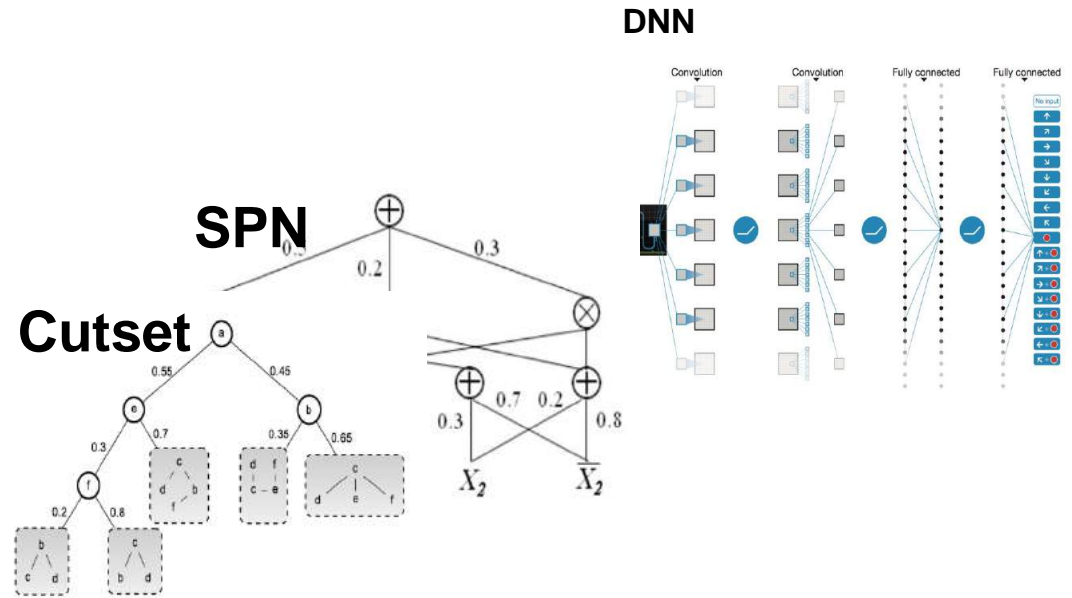 DNN
Convolution
Convolution
Fully connected
Fully connected
No input
SPN
0.2
0.3
Cutset
a
0.55
0.45
e
b
0.3
0.7
0.35
0.65
f
c
d
b
f
d f
c e
c
d e f
0.2
0.8
b
c d
c
b d
0.3
0.7
0.2
0.8
X2
X̅2